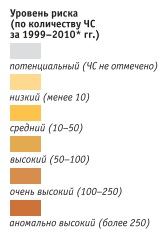 Уровень риска
(по количеству ЧС
за 1999–2010* гг.)
потенциальный (ЧС не отмечено)
низкий (менее 10)
средний (10–50)
высокий (50–100)
очень высокий (100–250)
аномально высокий (более 250)